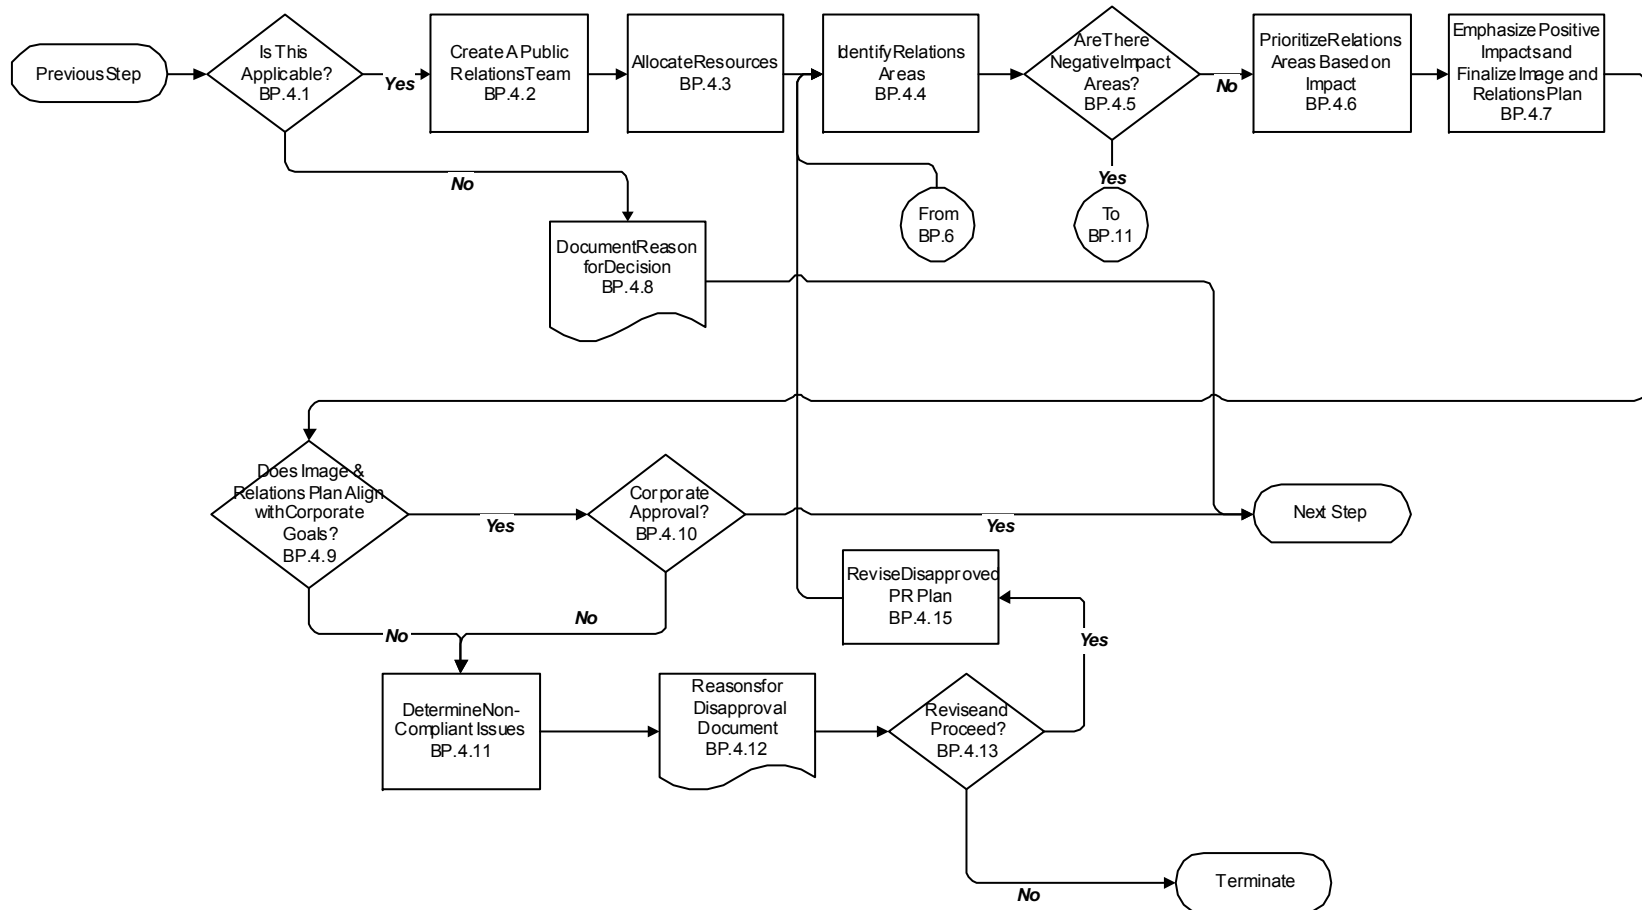 Previous Step
Is This
Applicable?
BP.4.1
Yes
Create A Public
Relations Team
BP.4.2
Allocate Resources
BP.4.3
Identify Relations
Areas
BP.4.4
Are There
Negative Impact
Areas?
BP.4.5
No
Prioritize Relations
Areas Based on
Impact
BP.4.6
Emphasize Positive
Impacts and
Finalize Image and
Relations Plan
BP.4.7
No
Yes
From
BP.6
To
BP.11
Document Reason
for Decision
BP.4.8
Does Image &
Relations Plan Align
with Corporate
Goals?
BP.4.9
Yes
Corporate
Approval?
BP.4.10
Yes
Next Step
No
No
Revise Disapproved
PR Plan
BP.4.15
Yes
Determine Non-
Compliant Issues
BP.4.11
Reasons for
Disapproval
Document
BP.4.12
Revise and
Proceed?
BP.4.13
No
Terminate